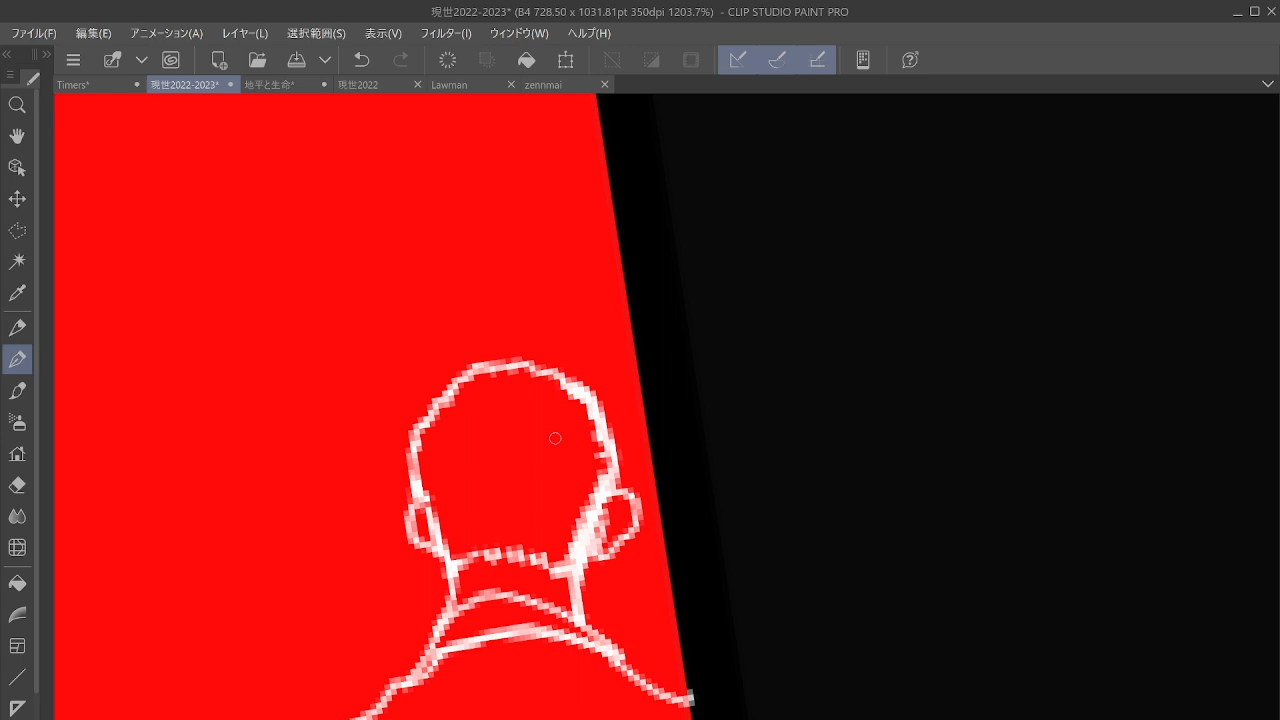 現世2022-2023* (B4 728.50 x 1031.81pt 350dpi 1203.7%) - CLIP STUDIO PAINT PRO
ファイル(F) 編集(E) アニメーション(A) レイヤー(L) 選択範囲(S) 表示(V) フィルター(I) ウィンドウ(W) ヘルプ(H)
Timers* 現世2022-2023* 地平と生命* 現世2022 Lawman zennmai